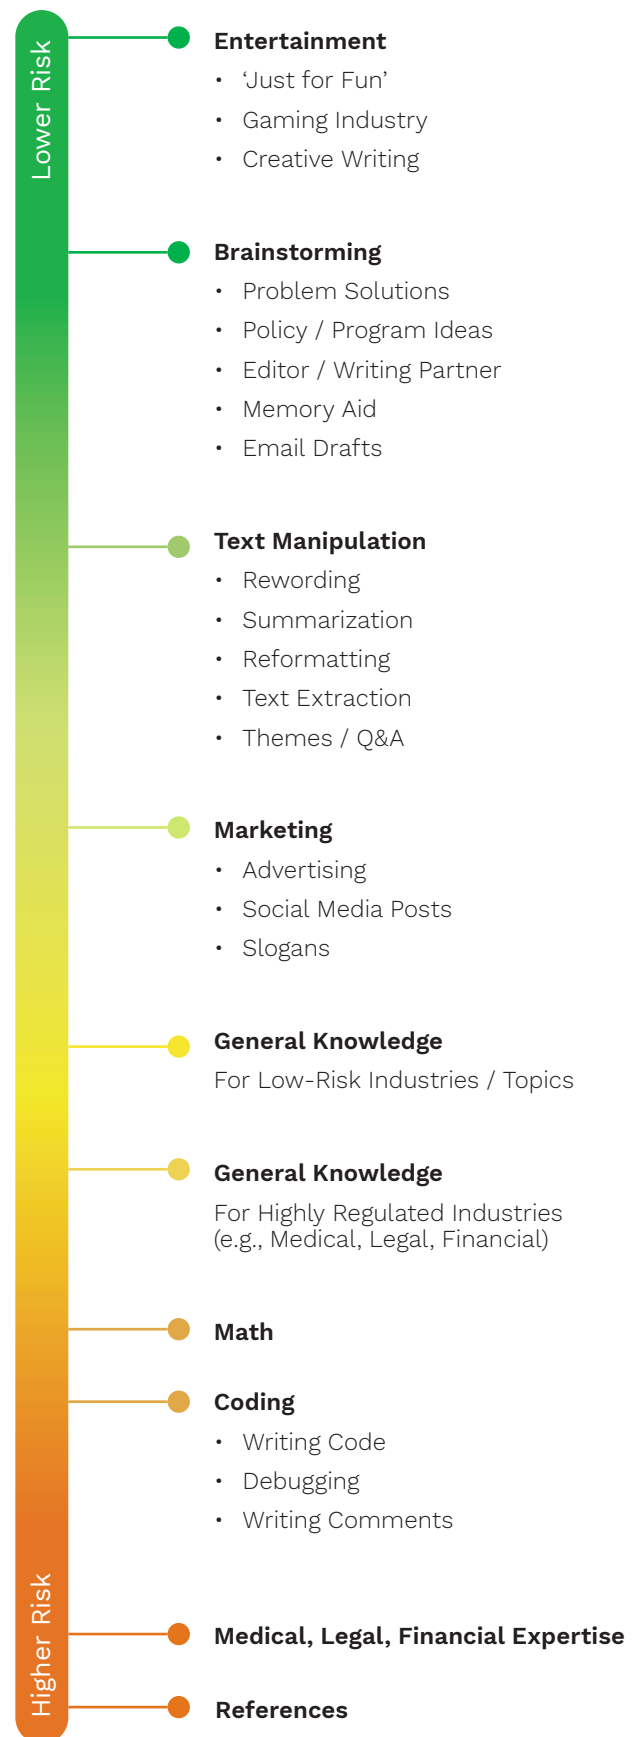 Lower Risk
Entertainment
• ‘Just for Fun’
• Gaming Industry
• Creative Writing
Brainstorming
• Problem Solutions
• Policy / Program Ideas
• Editor / Writing Partner
• Memory Aid
• Email Drafts
Text Manipulation
• Rewording
• Summarization
• Reformatting
• Text Extraction
• Themes / Q&A
Marketing
• Advertising
• Social Media Posts
• Slogans
General Knowledge
For Low-Risk Industries / Topics
General Knowledge
For Highly Regulated Industries
(e.g., Medical, Legal, Financial)
Math
Coding
• Writing Code
• Debugging
• Writing Comments
Higher Risk
Medical, Legal, Financial Expertise
References